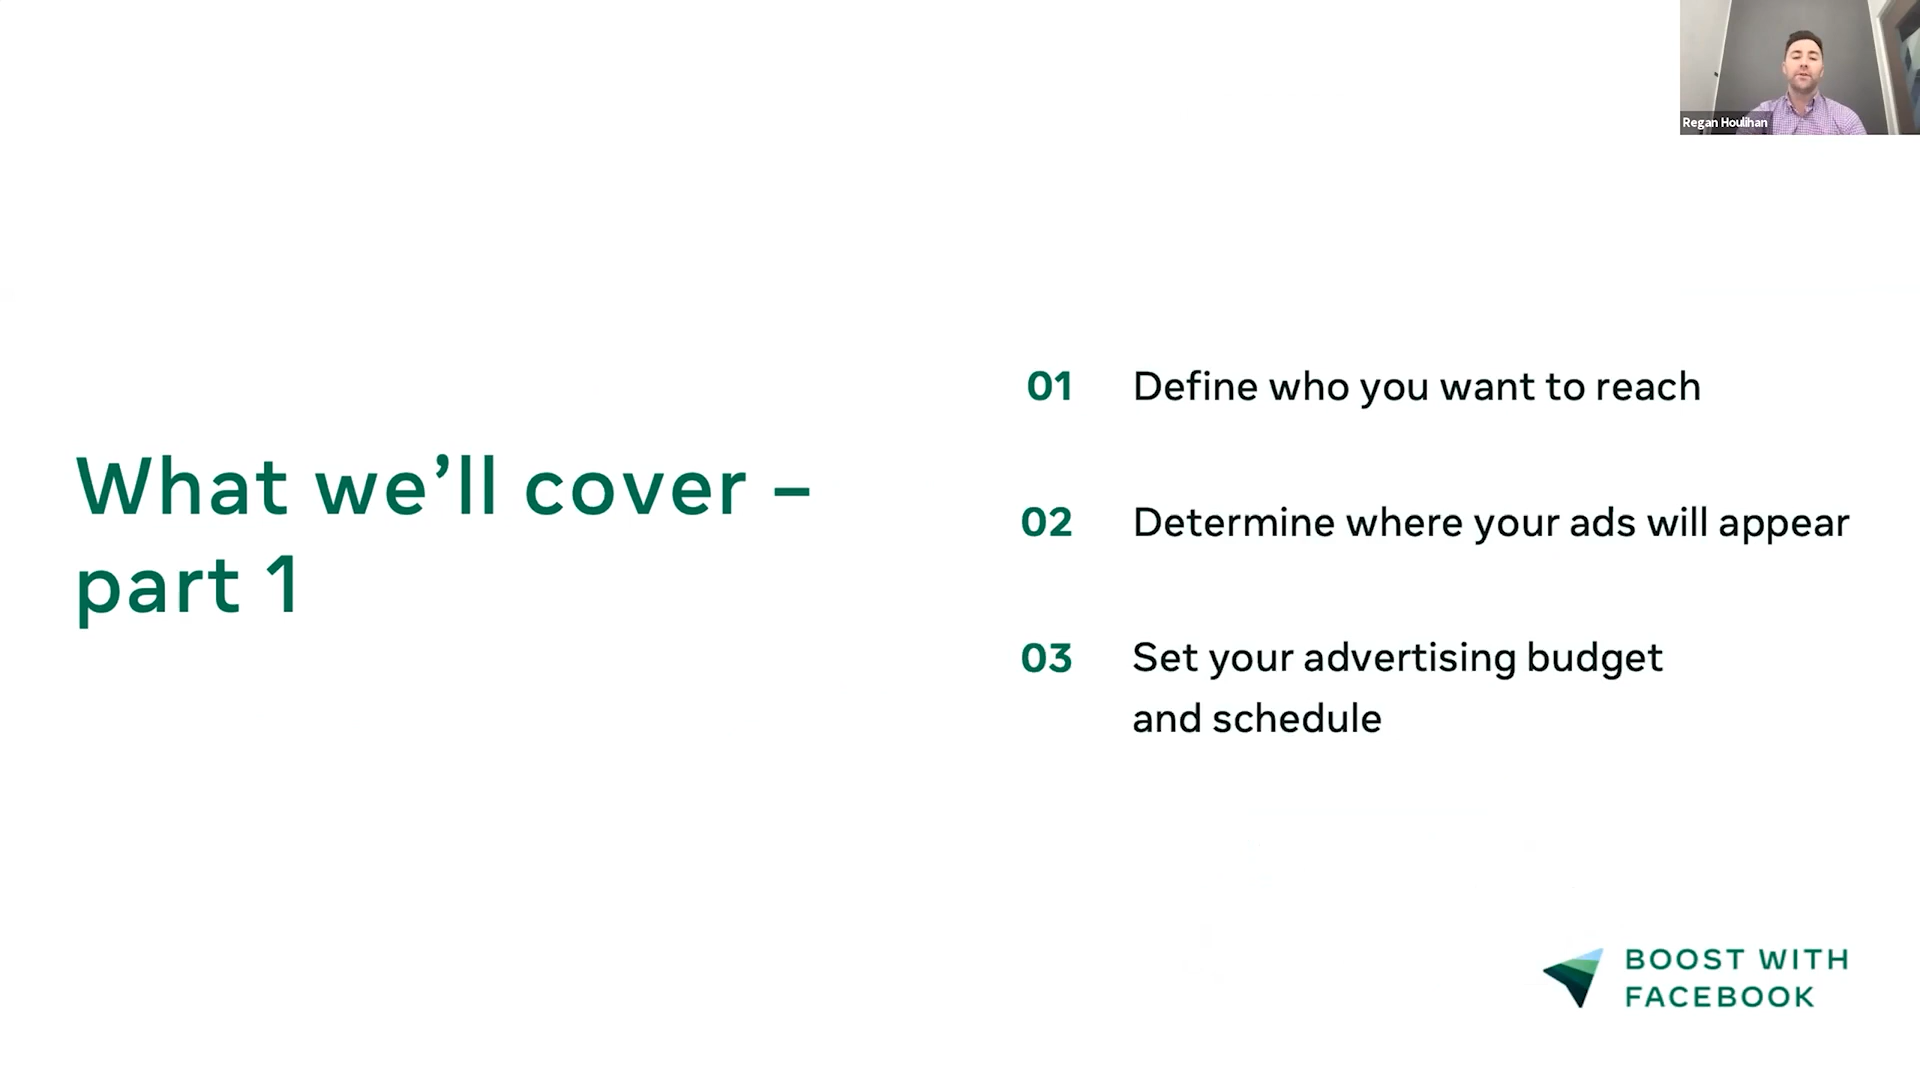 Regan Houlihan
What we’ll cover –
part 1
01 Define who you want to reach
02 Determine where your ads will appear
03 Set your advertising budget
and schedule
BOOST WITH
FACEBOOK